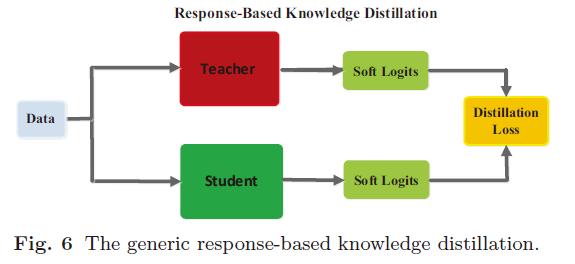 Response-Based Knowledge Distillation
Teacher
Soft Logits
Data
Distillation
Loss
Student
Soft Logits
Fig. 6 The generic response-based knowledge distillation.